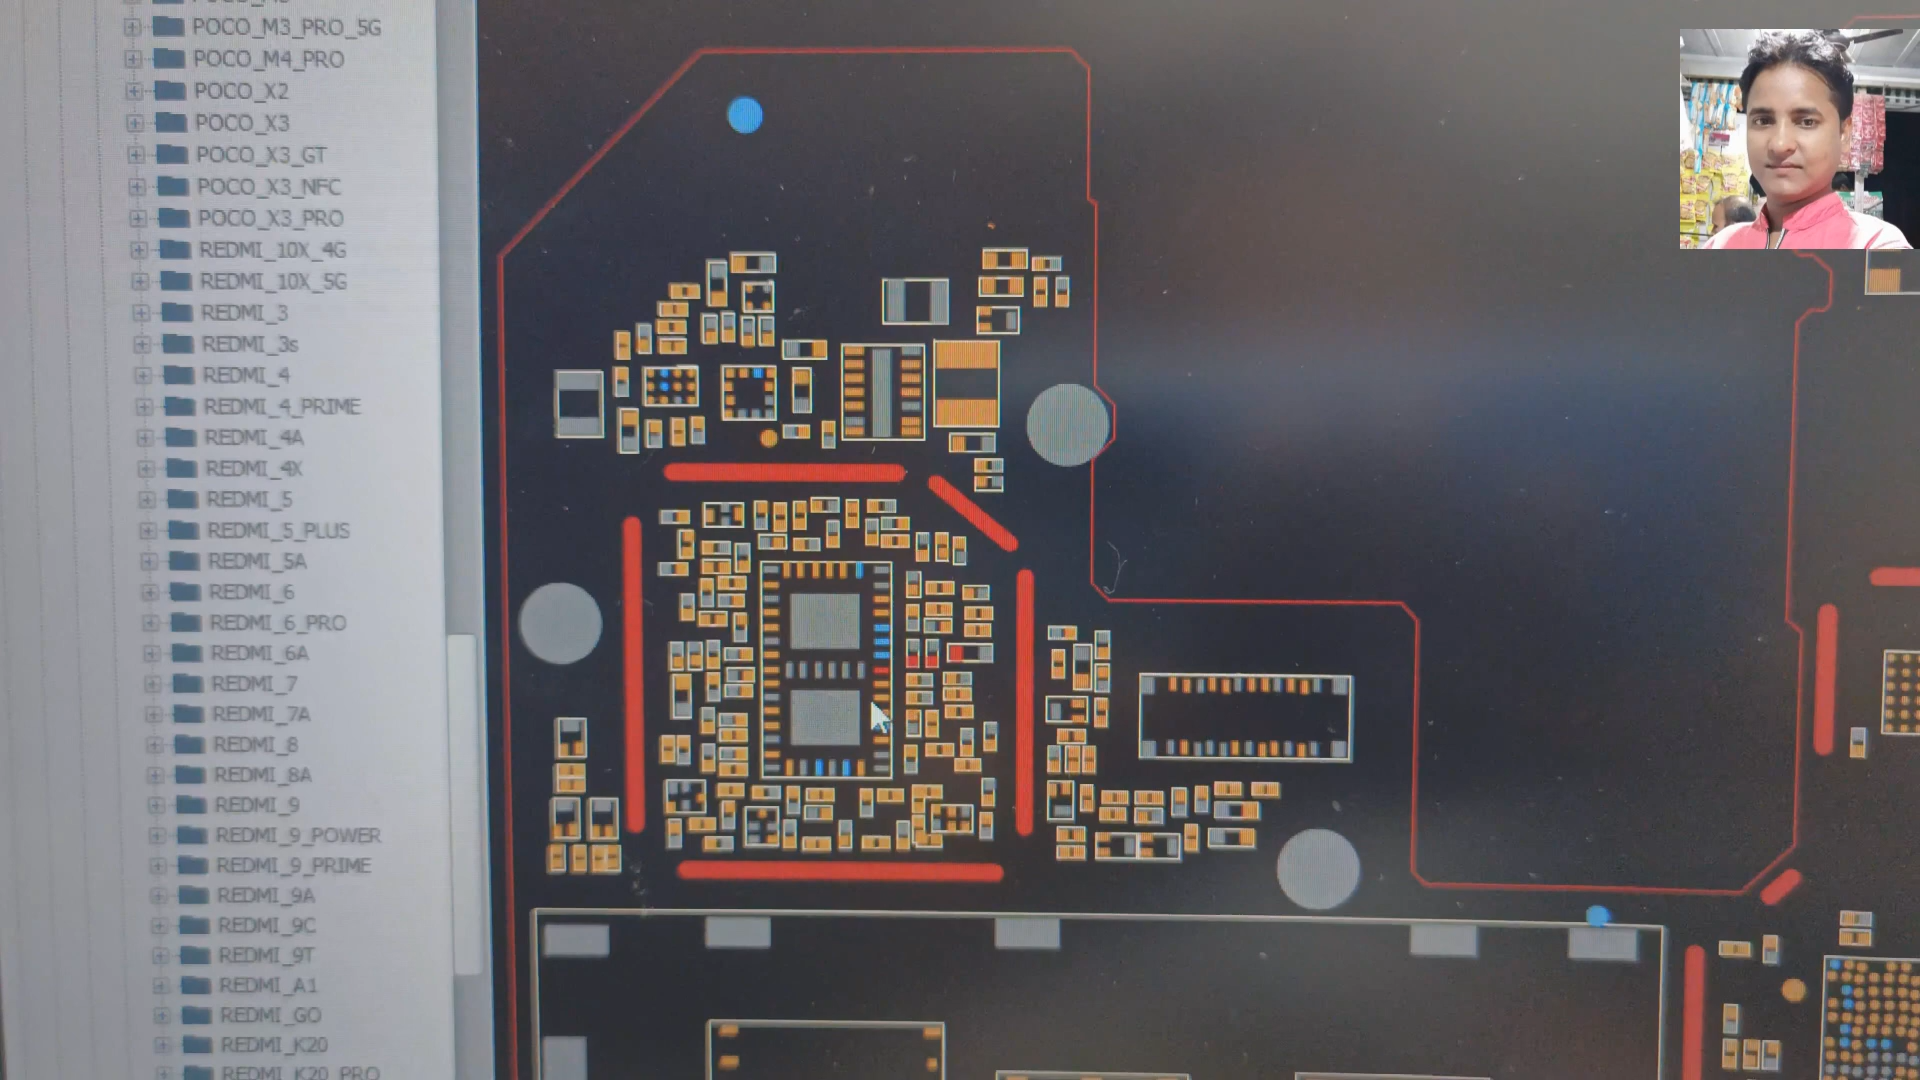 POCO_M3_PRO_5G
POCO_M4_PRO
POCO_X2
POCO_X3
POCO_X3_GT
POCO_X3_NFC
POCO_X3_PRO
REDMI_10X_4G
REDMI_10X_5G
REDMI_3
REDMI_3s
REDMI_4
REDMI_4_PRIME
REDMI_4A
REDMI_4X
REDMI_5
REDMI_5_PLUS
REDMI_5A
REDMI_6
REDMI_6_PRO
REDMI_6A
REDMI_7
REDMI_7A
REDMI_8
REDMI_8A
REDMI_9
REDMI_9_POWER
REDMI_9_PRIME
REDMI_9A
REDMI_9C
REDMI_9T
REDMI_A1
REDMI_GO
REDMI_K20
REDMI_K20_PRO